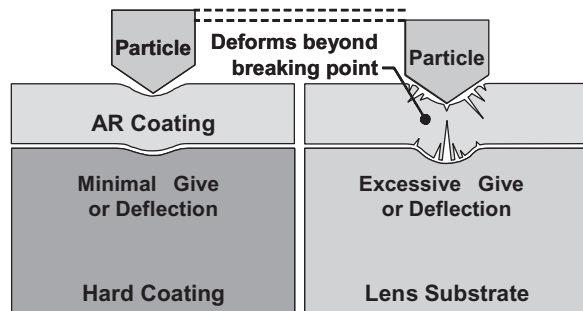 Particle
Deforms beyond
breaking point
Particle
AR Coating
Minimal Give
or Deflection
Excessive Give
or Deflection
Hard Coating
Lens Substrate